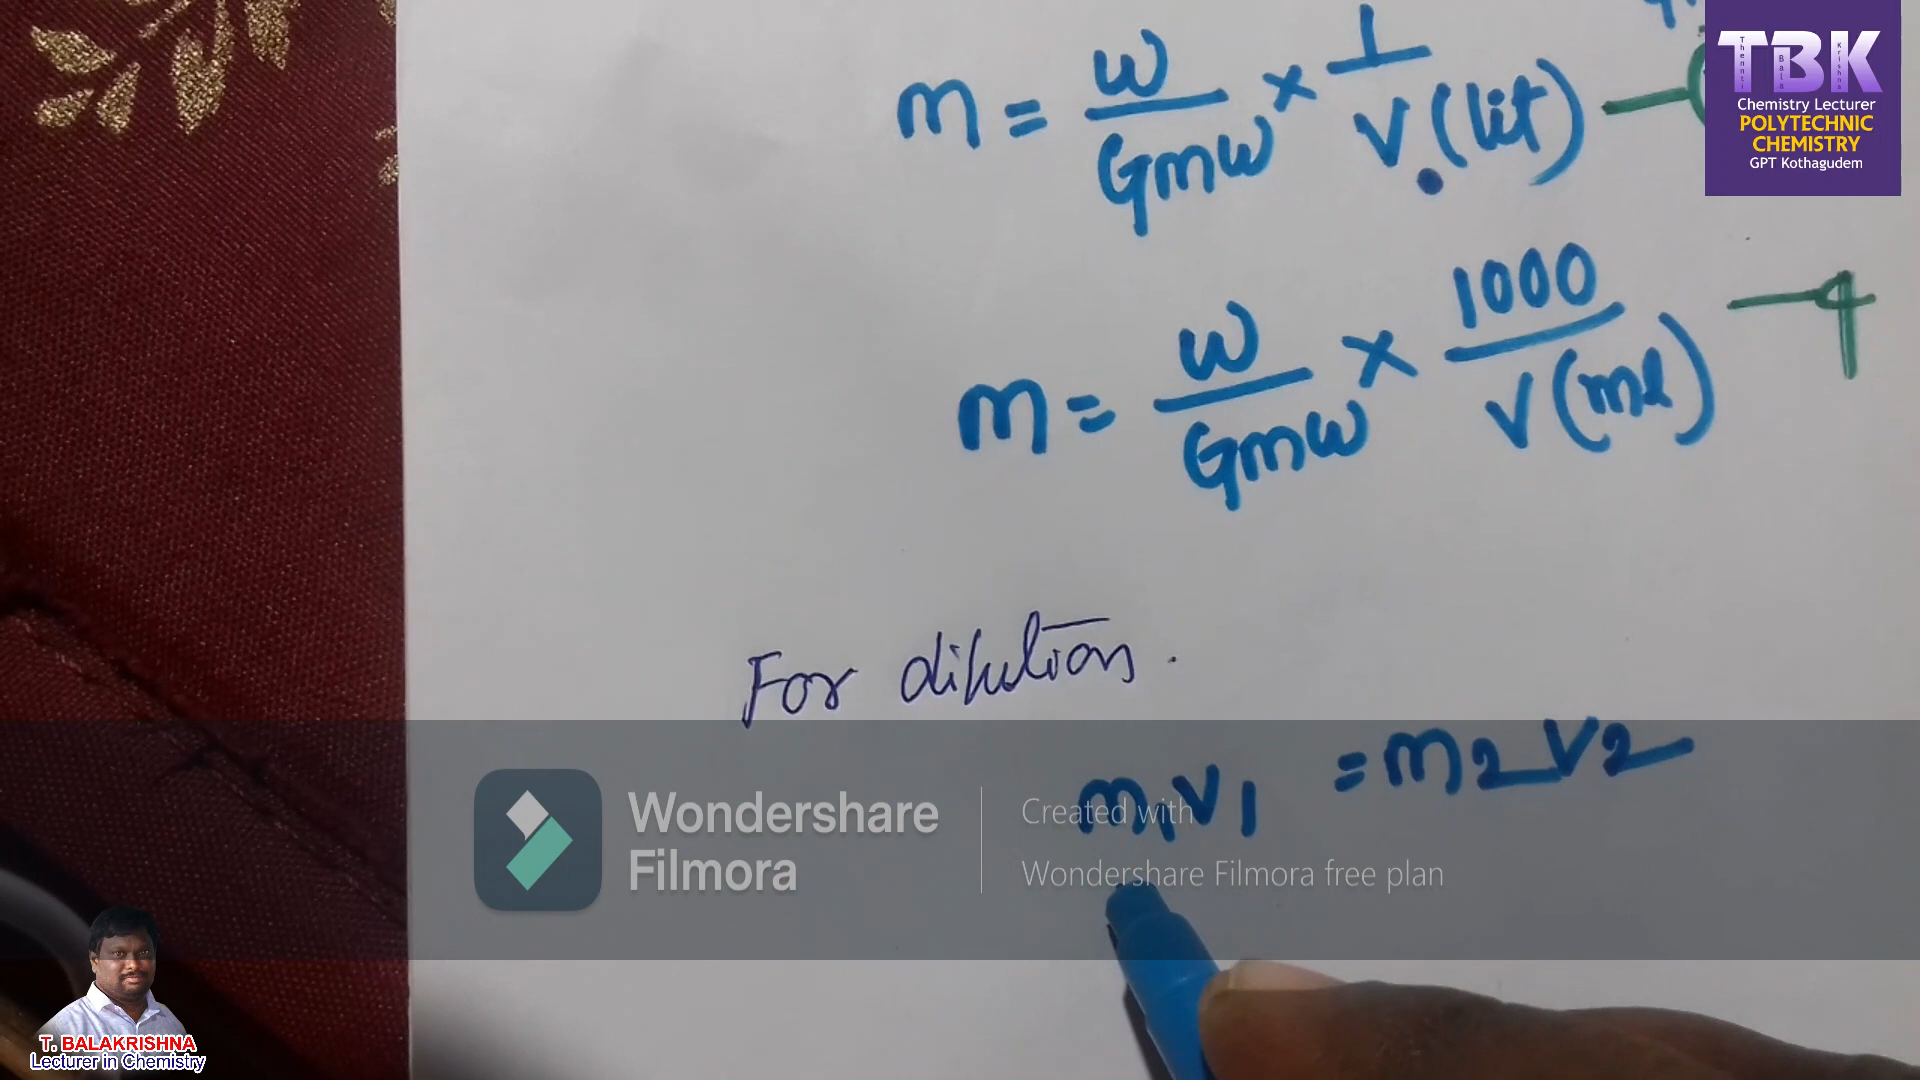 m = w/Gmw × 1/V (lit)
TBK
Chemistry Lecturer
POLYTECHNIC
CHEMISTRY
GPT Kothagudem
m = w/Gmw × 1000/V (ml) — 4
For dilution.
m1v1 = m2v2
Wondershare
Filmora
Created with
Wondershare Filmora free plan
T. BALAKRISHNA
Lecturer in Chemistry